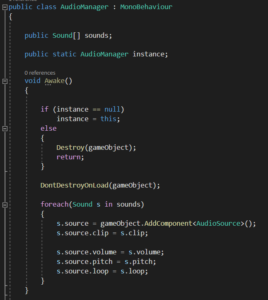 public class AudioManager : MonoBehaviour
{
public Sound[] sounds;
public static AudioManager instance;
0 references
void Awake()
{
if (instance == null)
instance = this;
else
{
Destroy(gameObject);
return;
}
DontDestroyOnLoad(gameObject);
foreach(Sound s in sounds)
{
s.source = gameObject.AddComponent<AudioSource>();
s.source.clip = s.clip;
s.source.volume = s.volume;
s.source.pitch = s.pitch;
s.source.loop = s.loop;
}
}